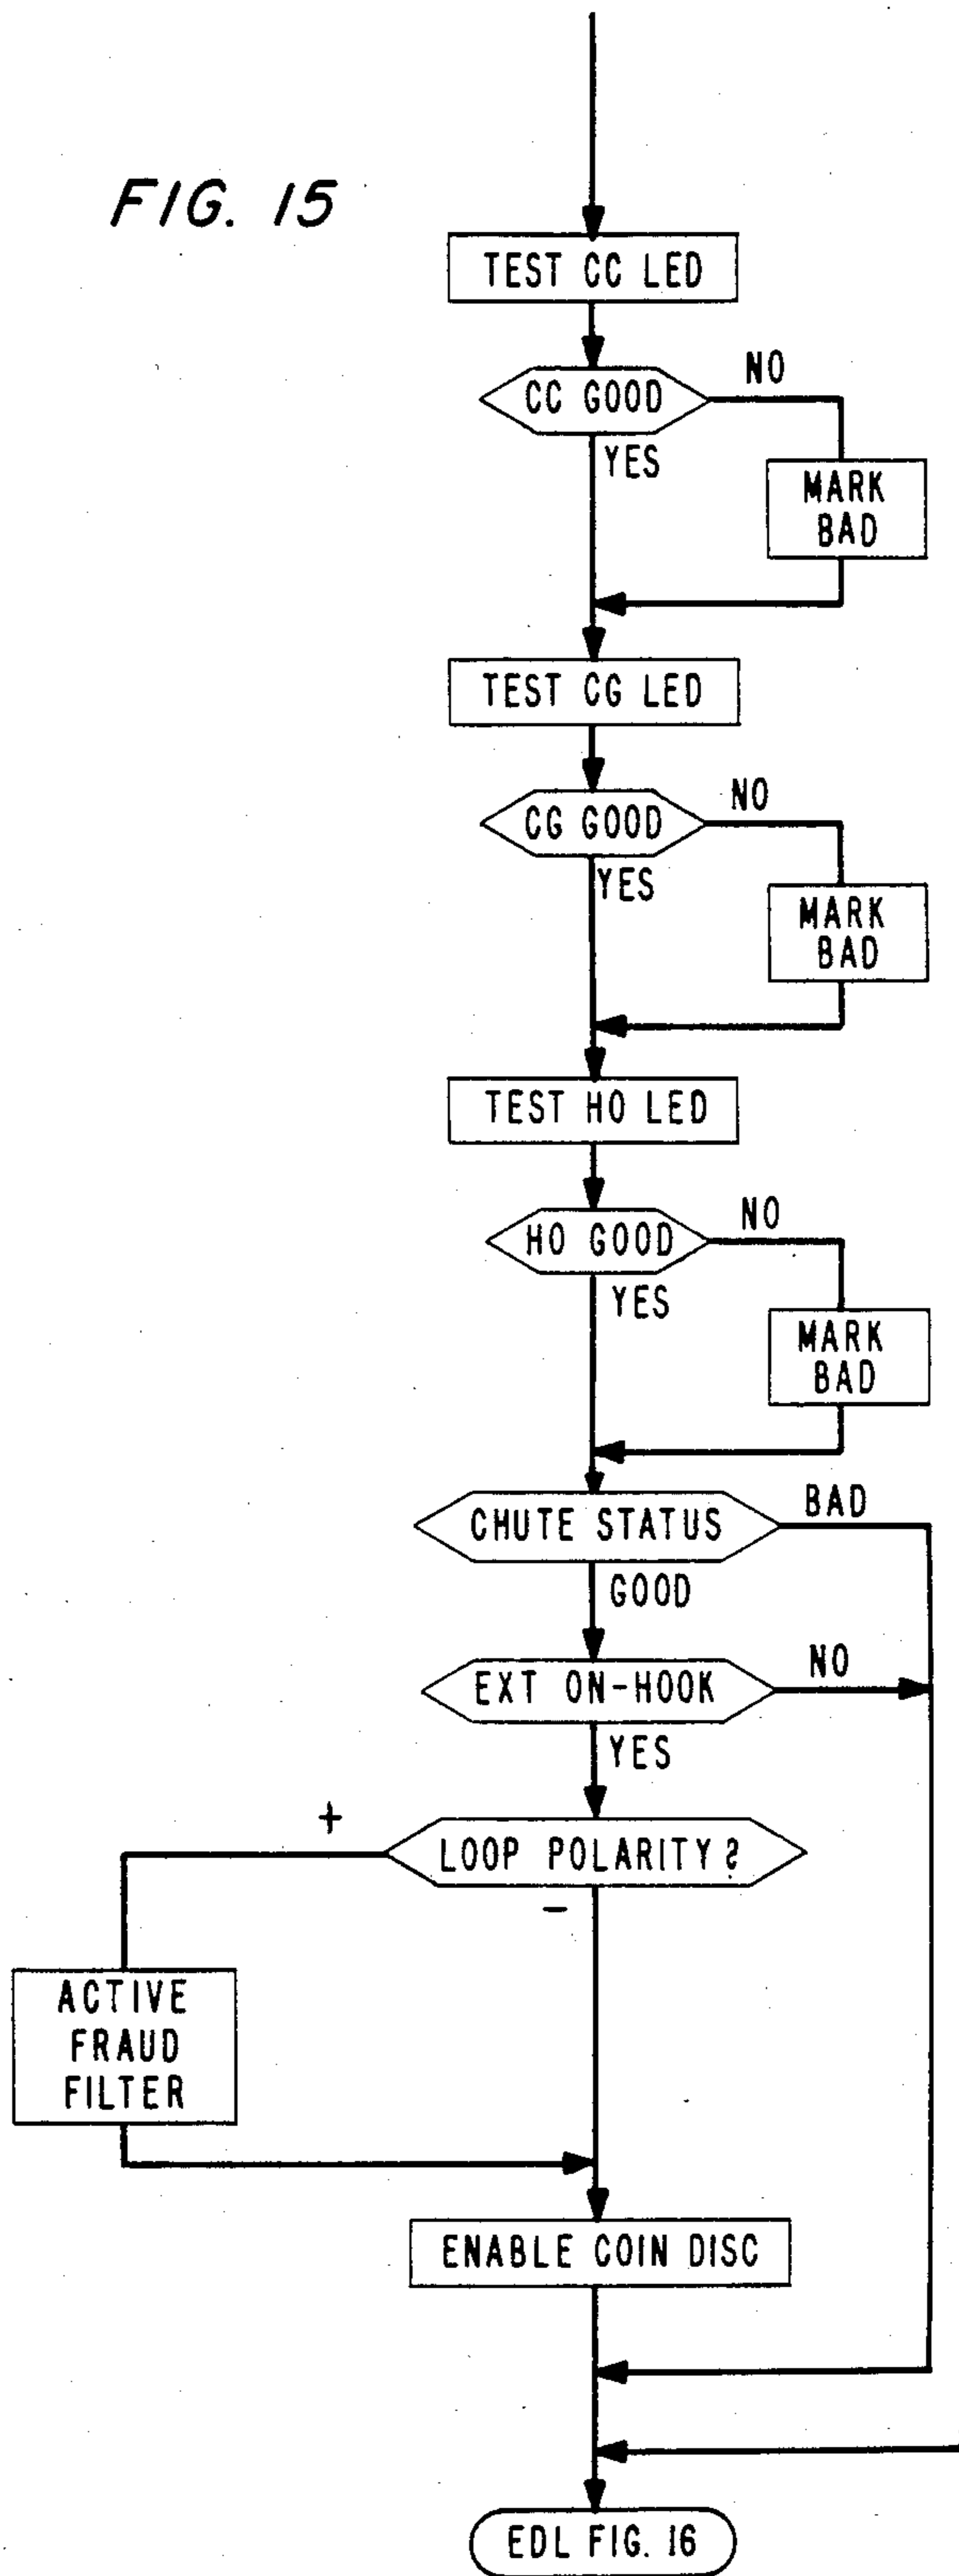 FIG. 15
TEST CC LED
CC GOOD
NO
YES
MARK
BAD
TEST CG LED
CG GOOD
NO
YES
MARK
BAD
TEST HO LED
HO GOOD
NO
YES
MARK
BAD
CHUTE STATUS
BAD
GOOD
EXT ON-HOOK
NO
YES
+
LOOP POLARITY?
-
ACTIVE
FRAUD
FILTER
ENABLE COIN DISC
EDL FIG. 16